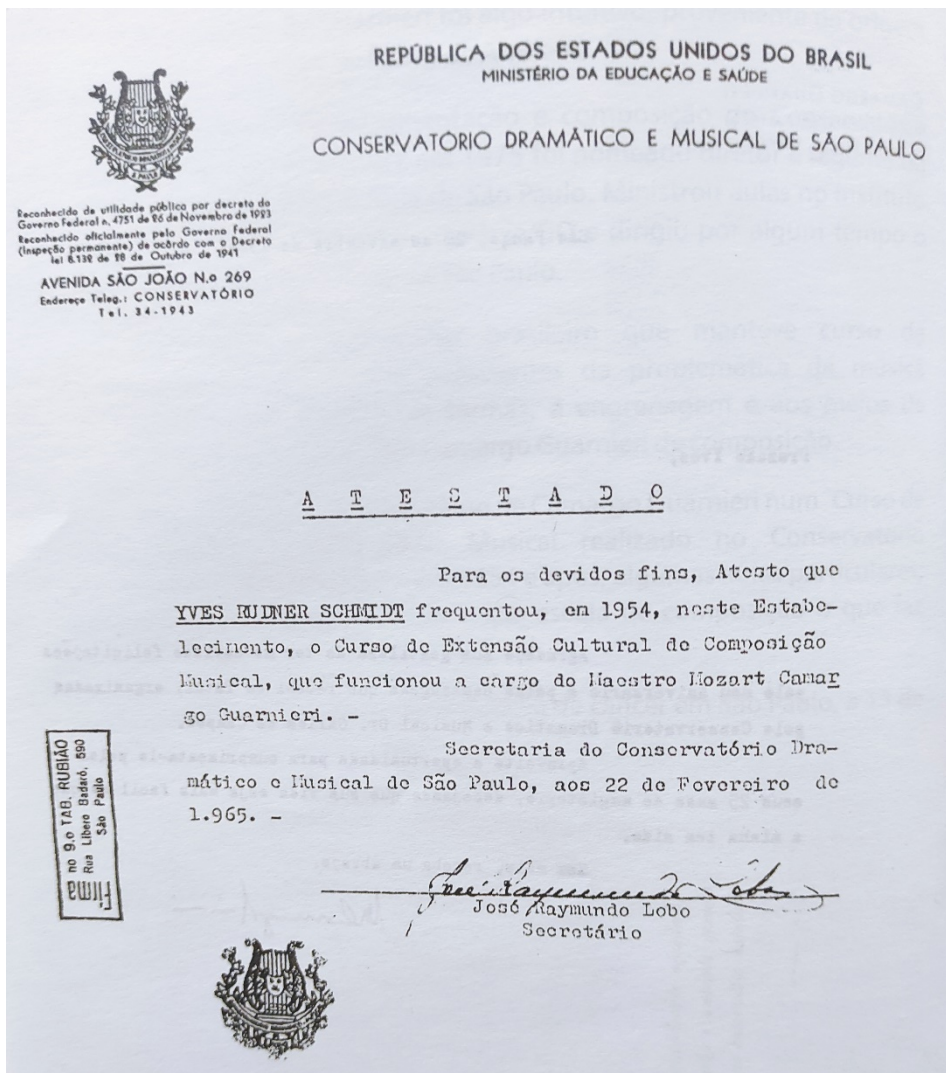 REPÚBLICA DOS ESTADOS UNIDOS DO BRASIL
MINISTÉRIO DA EDUCAÇÃO E SAÚDE
CONSERVATÓRIO DRAMÁTICO E MUSICAL DE SÃO PAULO
Reconhecido de utilidade pública por decreto do
Governo Federal n. 4751 de 26 de Novembro de 1923
Reconhecido oficialmente pelo Governo Federal
(Inspeção permanente) de acôrdo com o Decreto
lei 8.132 de 28 de Outubro de 1941
AVENIDA SÃO JOÃO N.o 269
Endereço Teleg.: CONSERVATÓRIO
Tel. 34-1943
A T E S T A D O
Para os devidos fins, Atesto que
YVES RUDNER SCHMIDT frequentou, em 1954, neste Estabe-
lecimento, o Curso de Extensão Cultural de Composição
Musical, que funcionou a cargo do Maestro Mozart Camar
go Guarnieri. -
Secretaria do Conservatório Dra-
mático e Musical de São Paulo, aos 22 de Fevereiro de
1.965. -
José Raymundo Lobo
José Raymundo Lobo
Secretário
Firma no 9.o TAB. RUBIÃO
Rua Líbero Badaró, 590
São Paulo